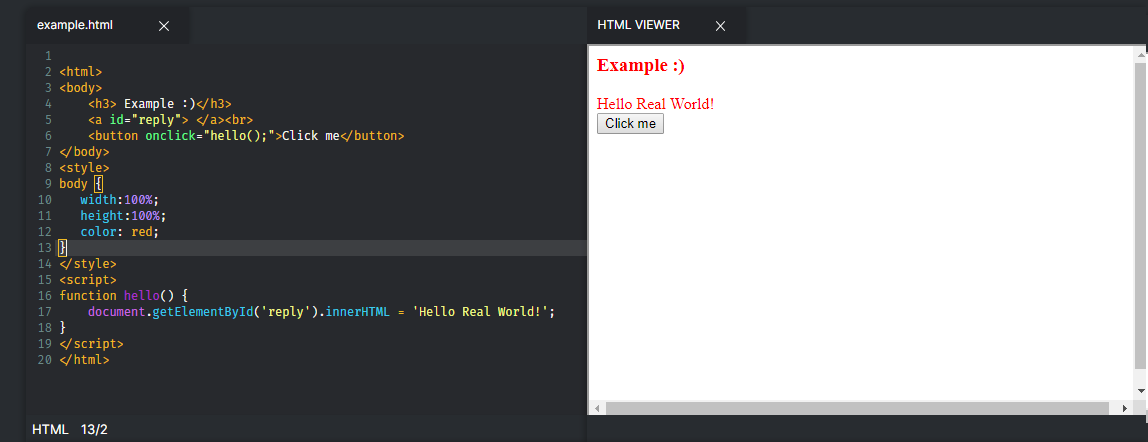 example.html
HTML VIEWER
1
2 <html>
3 <body>
4     <h3> Example :)</h3>
5     <a id="reply"> </a><br>
6     <button onclick="hello();">Click me</button>
7 </body>
8 <style>
9 body {
10    width:100%;
11    height:100%;
12    color: red;
13 }
14 </style>
15 <script>
16 function hello() {
17     document.getElementById('reply').innerHTML = 'Hello Real World!';
18 }
19 </script>
20 </html>
HTML 13/2
Example :)
Hello Real World!
Click me